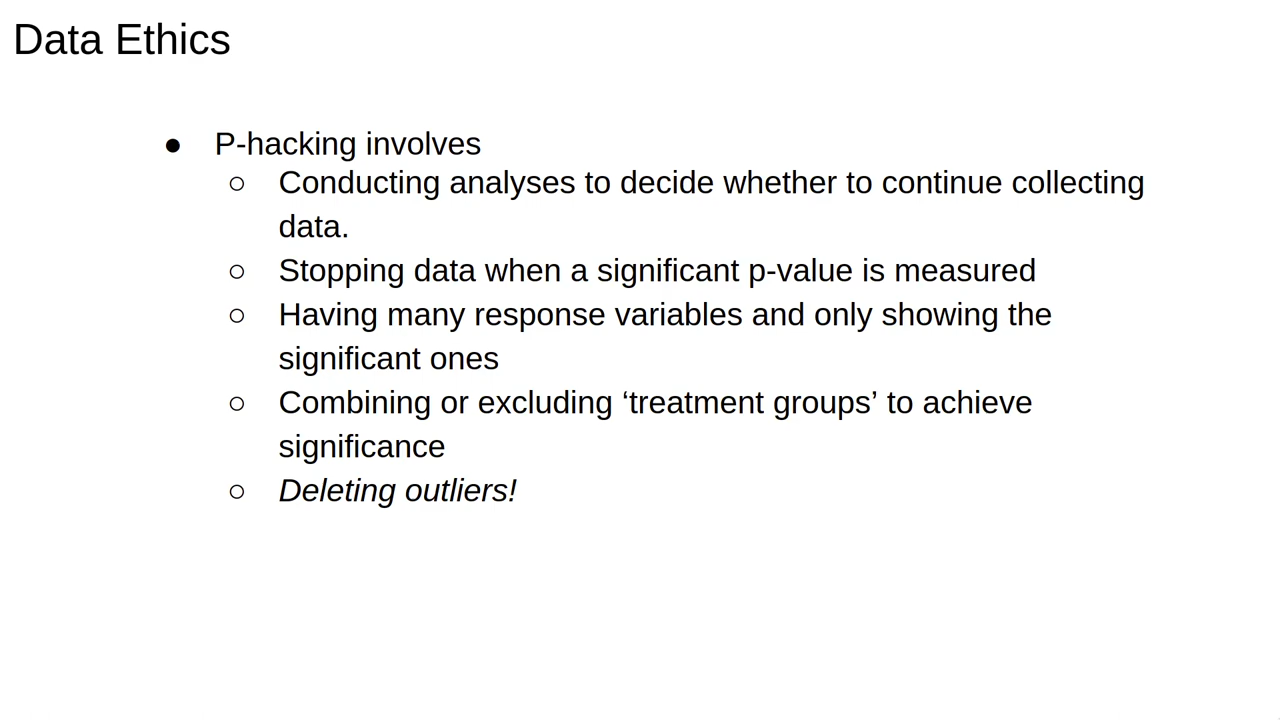 Data Ethics
● P-hacking involves
○ Conducting analyses to decide whether to continue collecting
data.
○ Stopping data when a significant p-value is measured
○ Having many response variables and only showing the
significant ones
○ Combining or excluding ‘treatment groups’ to achieve
significance
○ Deleting outliers!